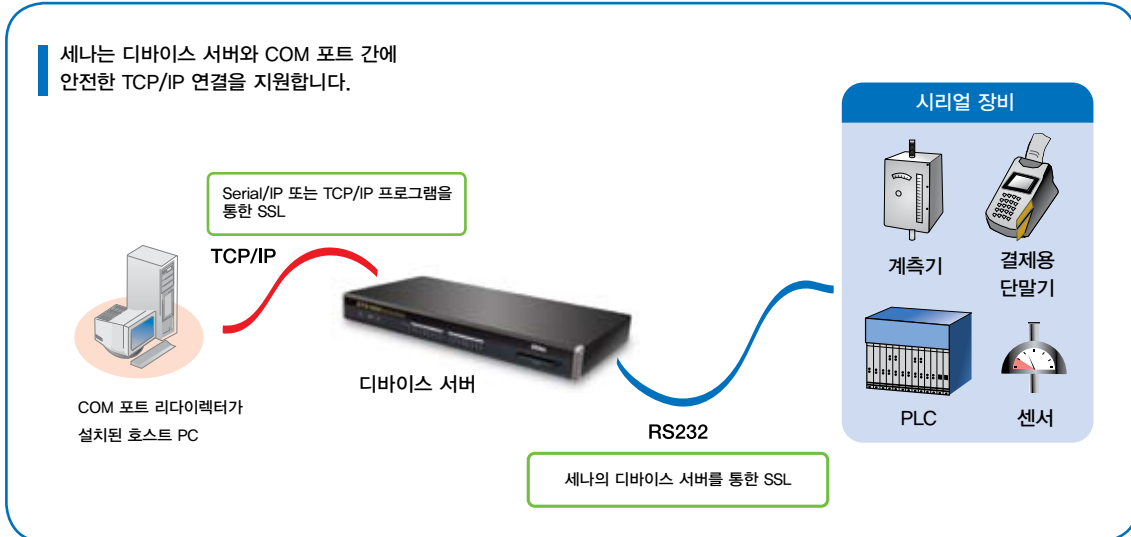 세나는 디바이스 서버와 COM 포트 간에
안전한 TCP/IP 연결을 지원합니다.
시리얼 장비
Serial/IP 또는 TCP/IP 프로그램을
통한 SSL
TCP/IP
계측기
결제용
단말기
디바이스 서버
COM 포트 리다이렉터가
설치된 호스트 PC
RS232
PLC
센서
세나의 디바이스 서버를 통한 SSL